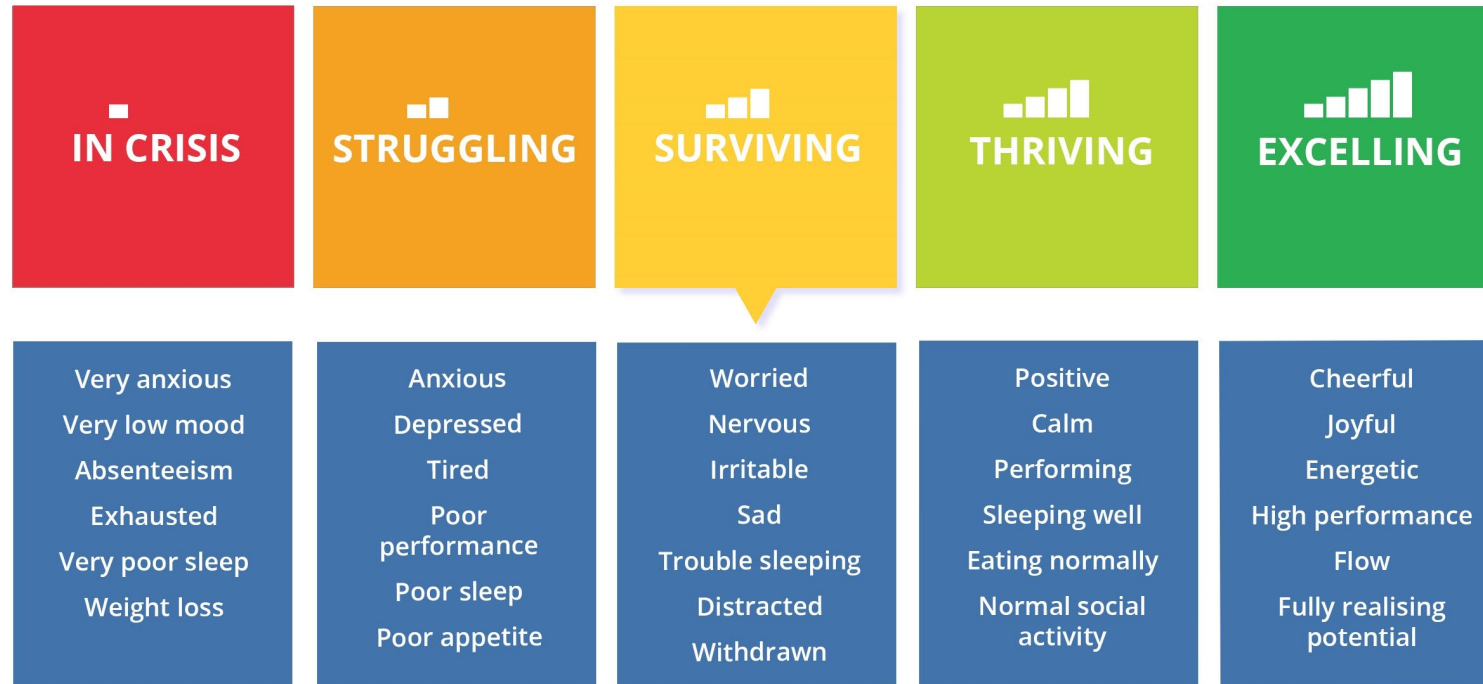 IN CRISIS
STRUGGLING
SURVIVING
THRIVING
EXCELLING
Very anxious
Very low mood
Absenteeism
Exhausted
Very poor sleep
Weight loss
Anxious
Depressed
Tired
Poor
performance
Poor sleep
Poor appetite
Worried
Nervous
Irritable
Sad
Trouble sleeping
Distracted
Withdrawn
Positive
Calm
Performing
Sleeping well
Eating normally
Normal social
activity
Cheerful
Joyful
Energetic
High performance
Flow
Fully realising
potential